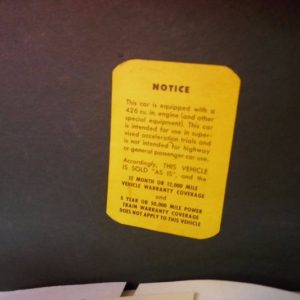 NOTICE
This car is equipped with a
426 cu. in. engine (and other
special equipment). This car
is intended for use in super-
vised acceleration trials and
is not intended for highway
or general passenger car use.
Accordingly, THIS VEHICLE
IS SOLD "AS IS", and the
12 MONTH OR 12,000 MILE
VEHICLE WARRANTY COVERAGE
and
5 YEAR OR 50,000 MILE POWER
TRAIN WARRANTY COVERAGE
DOES NOT APPLY TO THIS VEHICLE